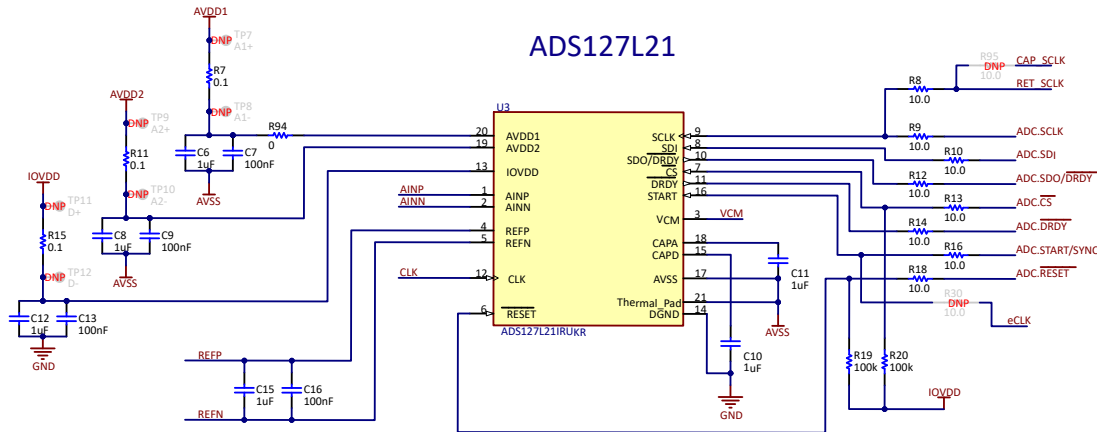 ADS127L21
AVDD1
DNP TP7
A1+
R7
0.1
DNP TP8
A1-
AVDD2
DNP TP9
A2+
R11
0.1
DNP TP10
A2-
R94
0
C6
1uF
C7
100nF
AVSS
IOVDD
DNP TP11
D+
R15
0.1
DNP TP12
D-
C8
1uF
C9
100nF
AVSS
C12
1uF
C13
100nF
GND
AINP
AINN
CLK
REFP
C15
1uF
C16
100nF
REFN
U3
20 AVDD1
19 AVDD2
13 IOVDD
1 AINP
2 AINN
4 REFP
5 REFN
12 CLK
6 RESET
SCLK 9
SDI 8
SDO/DRDY 10
CS 7
DRDY 11
START 16
VCM 3
CAPA 18
CAPD 15
AVSS 17
Thermal_Pad 21
DGND 14
ADS127L21IRUKR
VCM
C11
1uF
AVSS
C10
1uF
GND
R95
DNP
10.0
CAP_SCLK
R8
10.0
RET_SCLK
R9
10.0
ADC.SCLK
R10
10.0
ADC.SDI
R12
10.0
ADC.SDO/DRDY
R13
10.0
ADC.CS
R14
10.0
ADC.DRDY
R16
10.0
ADC.START/SYNC
R18
10.0
ADC.RESET
R30
DNP
10.0
eCLK
R19
100k
R20
100k
IOVDD